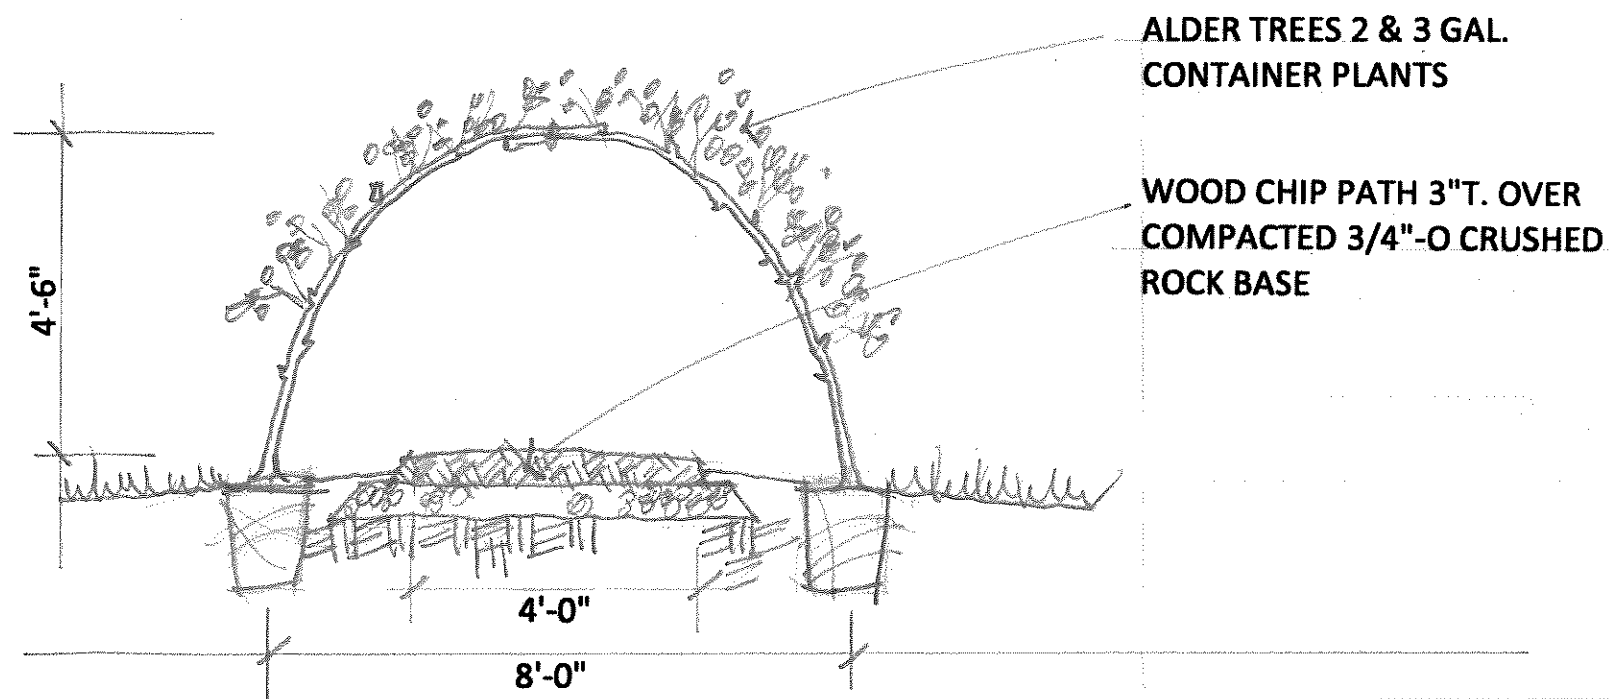 ALDER TREES 2 & 3 GAL.
CONTAINER PLANTS
WOOD CHIP PATH 3"T. OVER
COMPACTED 3/4"-O CRUSHED
ROCK BASE
4'-6"
4'-0"
8'-0"